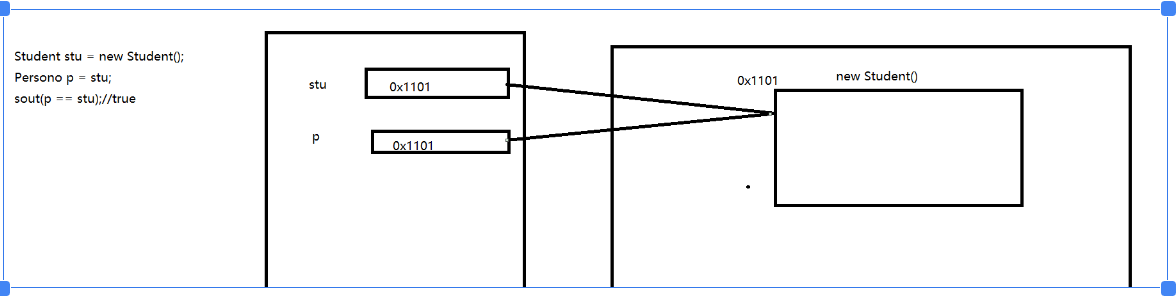 Student stu = new Student();
Persono p = stu;
sout(p == stu);//true
stu
0x1101
p
0x1101
0x1101
new Student()